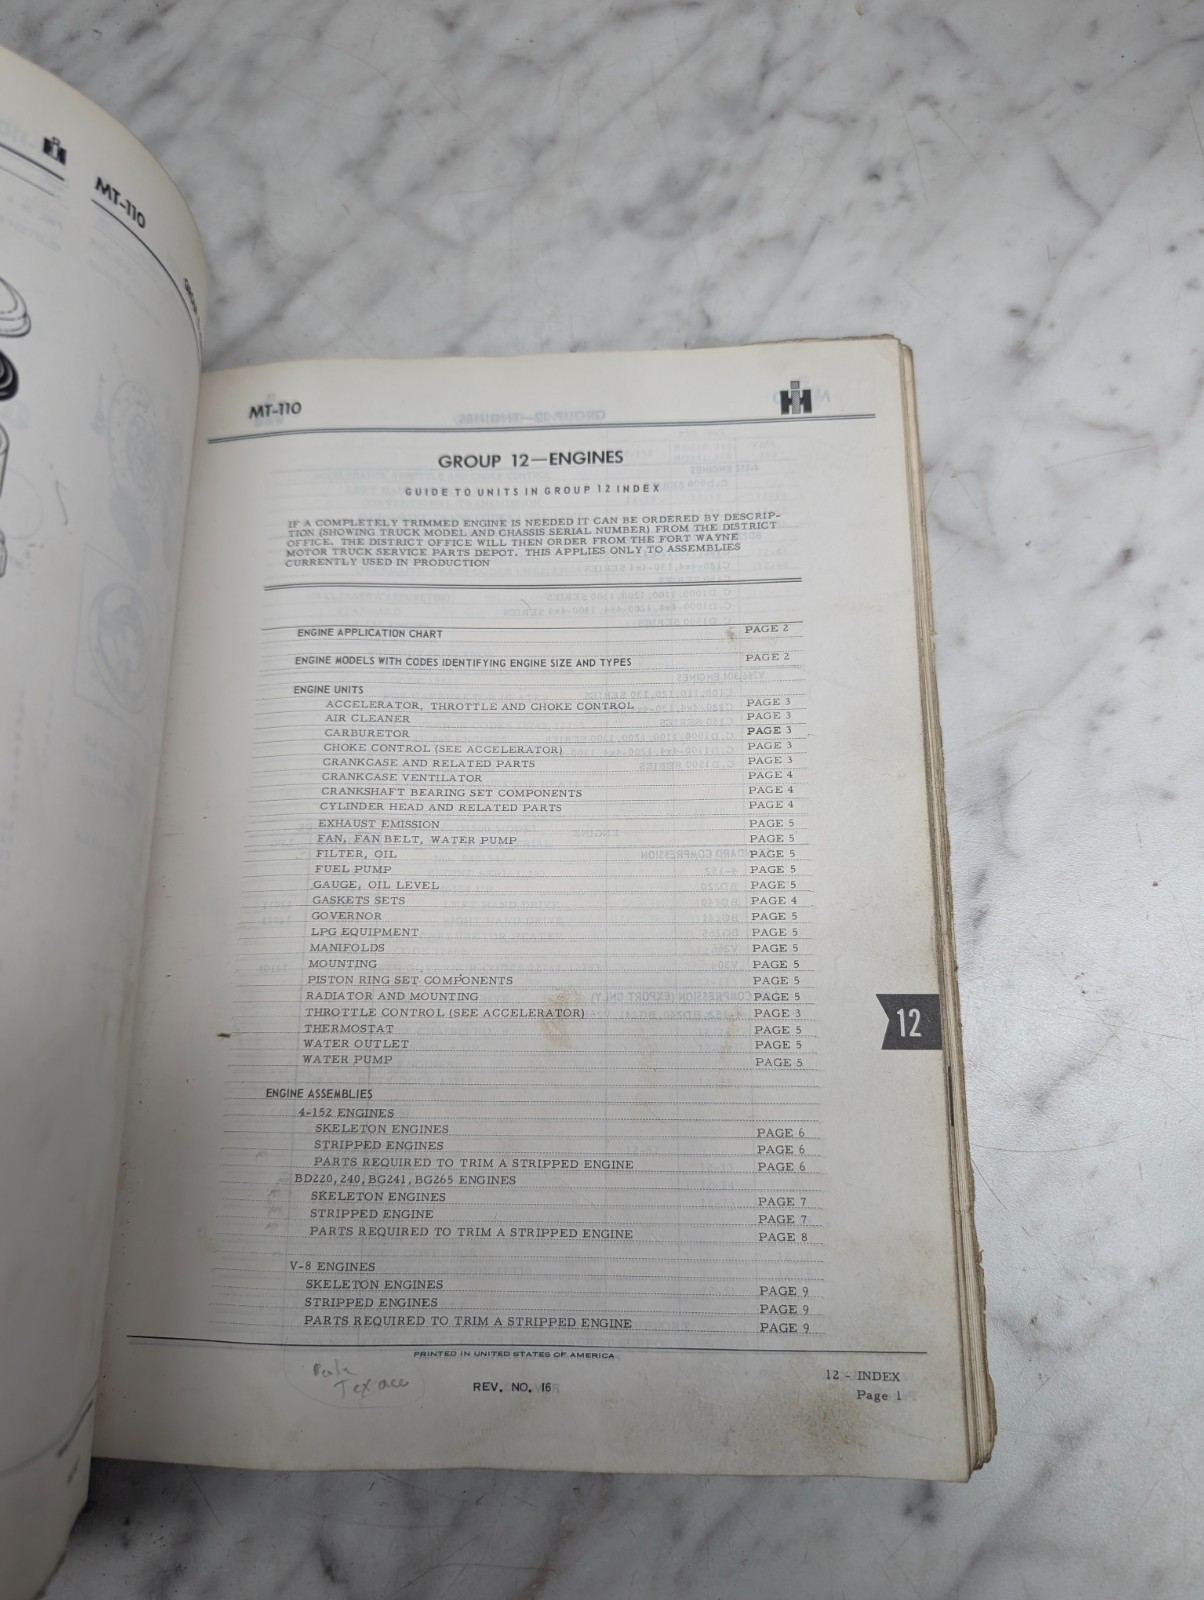 MT-110
MT-110
IH
GROUP 12—ENGINES
GUIDE TO UNITS IN GROUP 12 INDEX
IF A COMPLETELY TRIMMED ENGINE IS NEEDED IT CAN BE ORDERED BY DESCRIP-
TION (SHOWING TRUCK MODEL AND CHASSIS SERIAL NUMBER) FROM THE DISTRICT
OFFICE. THE DISTRICT OFFICE WILL THEN ORDER FROM THE FORT WAYNE
MOTOR TRUCK SERVICE PARTS DEPOT. THIS APPLIES ONLY TO ASSEMBLIES
CURRENTLY USED IN PRODUCTION
ENGINE APPLICATION CHART PAGE 2
ENGINE MODELS WITH CODES IDENTIFYING ENGINE SIZE AND TYPES PAGE 2
ENGINE UNITS
ACCELERATOR, THROTTLE AND CHOKE CONTROL PAGE 3
AIR CLEANER PAGE 3
CARBURETOR PAGE 3
CHOKE CONTROL (SEE ACCELERATOR) PAGE 3
CRANKCASE AND RELATED PARTS PAGE 3
CRANKCASE VENTILATOR PAGE 4
CRANKSHAFT BEARING SET COMPONENTS PAGE 4
CYLINDER HEAD AND RELATED PARTS PAGE 4
EXHAUST EMISSION PAGE 5
FAN, FAN BELT, WATER PUMP PAGE 5
FILTER, OIL PAGE 5
FUEL PUMP PAGE 5
GAUGE, OIL LEVEL PAGE 5
GASKETS SETS PAGE 4
GOVERNOR PAGE 5
LPG EQUIPMENT PAGE 5
MANIFOLDS PAGE 5
MOUNTING PAGE 5
PISTON RING SET COMPONENTS PAGE 5
RADIATOR AND MOUNTING PAGE 5
THROTTLE CONTROL (SEE ACCELERATOR) PAGE 3
THERMOSTAT PAGE 5
WATER OUTLET PAGE 5
WATER PUMP PAGE 5
12
ENGINE ASSEMBLIES
4-152 ENGINES
SKELETON ENGINES PAGE 6
STRIPPED ENGINES PAGE 6
PARTS REQUIRED TO TRIM A STRIPPED ENGINE PAGE 6
BD220, 240, BG241, BG265 ENGINES
SKELETON ENGINES PAGE 7
STRIPPED ENGINE PAGE 7
PARTS REQUIRED TO TRIM A STRIPPED ENGINE PAGE 8
V-8 ENGINES
SKELETON ENGINES PAGE 9
STRIPPED ENGINES PAGE 9
PARTS REQUIRED TO TRIM A STRIPPED ENGINE PAGE 9
PRINTED IN UNITED STATES OF AMERICA
Texaco
REV. NO. 16
12 - INDEX
Page 1